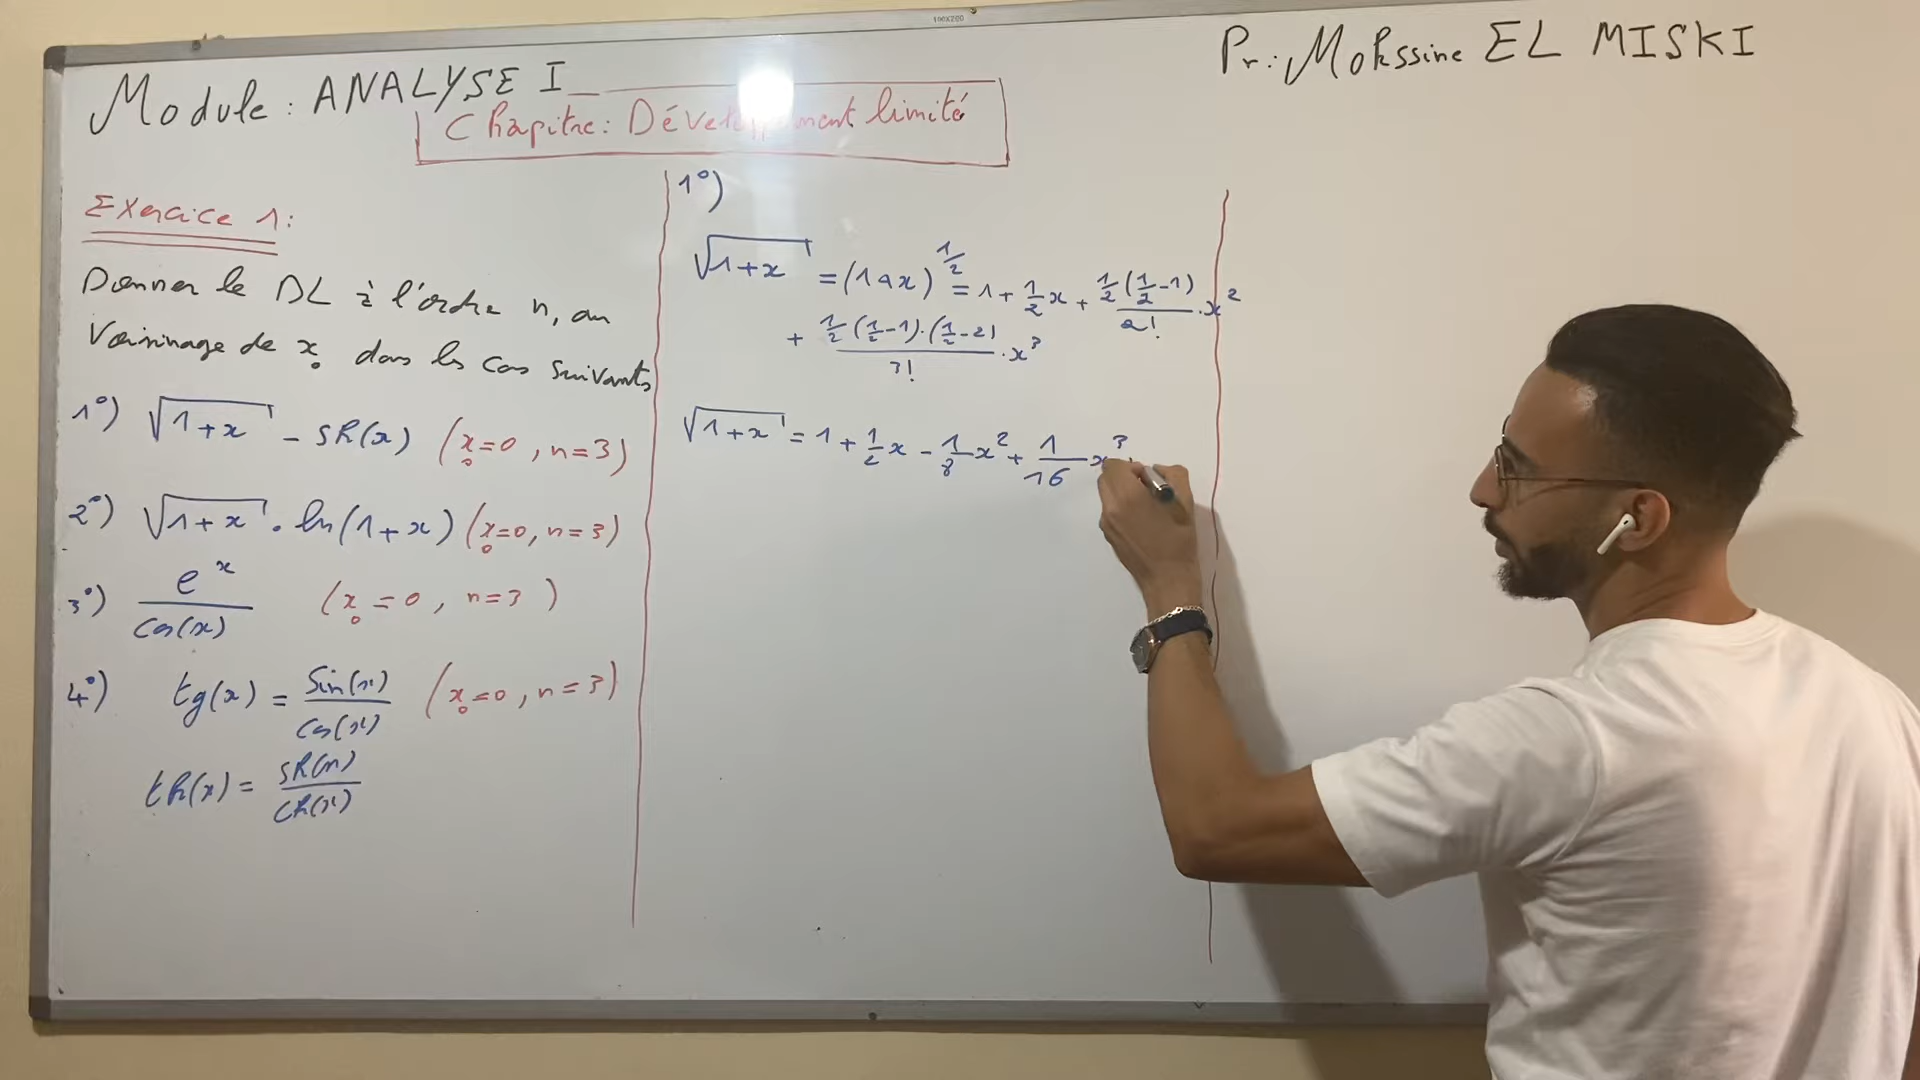 Module: ANALYSE I
Pr: Mohssine EL MISKI
Chapitre: Développement limité
Exercice 1:
Donner le DL à l'ordre n, au
Voisinage de x₀ dans les cas suivants
1°) √(1+x) - sh(x) (x₀=0, n=3)
2°) √(1+x) · ln(1+x) (x₀=0, n=3)
3°) e^x / cos(x) (x₀=0, n=3)
4°) tg(x) = sin(x) / cos(x) (x₀=0, n=3)
th(x) = sh(x) / ch(x)
1°)
√(1+x) = (1+x)^(1/2) = 1 + 1/2 x + (1/2 (1/2 -1))/2! · x²
+ (1/2 (1/2 -1)·(1/2 -2))/3! · x³
√(1+x) = 1 + 1/2 x - 1/8 x² + 1/16 x³
100X200